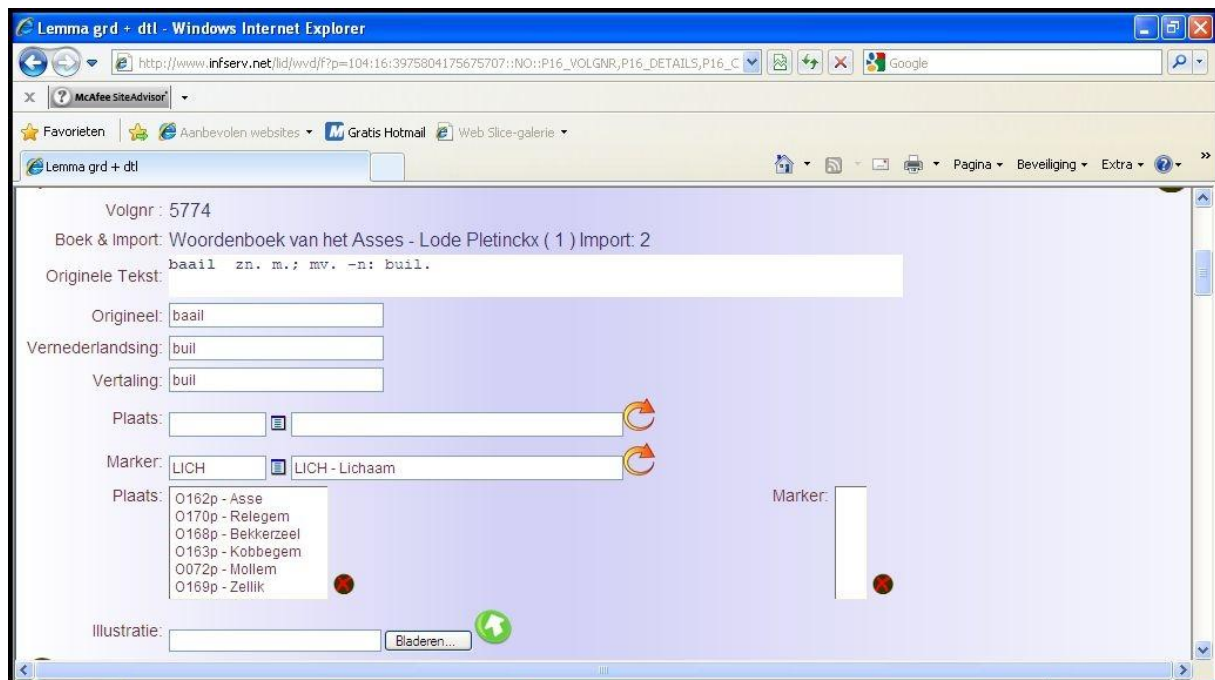 Lemma grd + dtl - Windows Internet Explorer
http://www.infserv.net/lid/wvd/f?p=104:16:3975804175675707::NO::P16_VOLGNR,P16_DETAILS,P16_C
Google
X McAfee SiteAdvisor
Favorieten Aanbevolen websites Gratis Hotmail Web Slice-galerie
Lemma grd + dtl Pagina Beveiliging Extra »
Volgnr : 5774
Boek & Import: Woordenboek van het Asses - Lode Pletinckx ( 1 ) Import: 2
Originele Tekst: baail zn. m.; mv. -n: buil.
Origineel: baail
Vernederlandsing: buil
Vertaling: buil
Plaats:
Marker: LICH LICH - Lichaam
Plaats: O162p - Asse Marker:
O170p - Relegem
O168p - Bekkerzeel
O163p - Kobbegem
O072p - Mollem
O169p - Zellik
Illustratie: Bladeren...